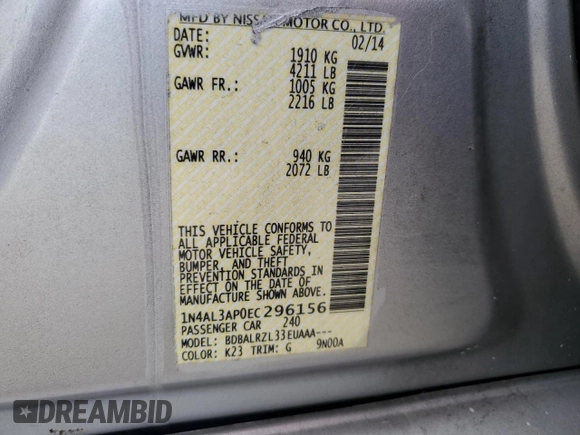 MFD BY NISSAN MOTOR CO., LTD.
DATE: 02/14
GVWR: 1910 KG
4211 LB
GAWR FR.: 1005 KG
2216 LB
GAWR RR.: 940 KG
2072 LB
THIS VEHICLE CONFORMS TO
ALL APPLICABLE FEDERAL
MOTOR VEHICLE SAFETY,
BUMPER, AND THEFT
PREVENTION STANDARDS IN
EFFECT ON THE DATE OF
MANUFACTURE SHOWN ABOVE.
1N4AL3AP0EC296156
PASSENGER CAR 240
MODEL: BDBALRZL33EUAAA---
COLOR: K23 TRIM: G 9N00A
DREAMBID